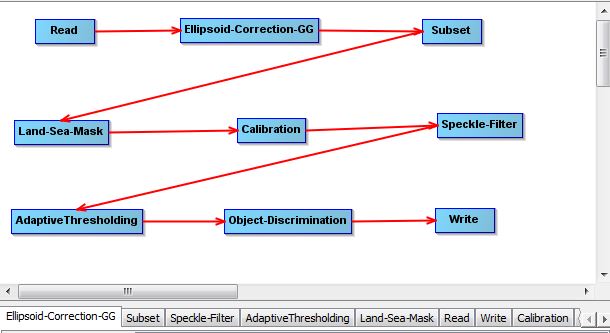 Read
Ellipsoid-Correction-GG
Subset
Land-Sea-Mask
Calibration
Speckle-Filter
AdaptiveThresholding
Object-Discrimination
Write
Ellipsoid-Correction-GG Subset Speckle-Filter AdaptiveThresholding Land-Sea-Mask Read Write Calibration